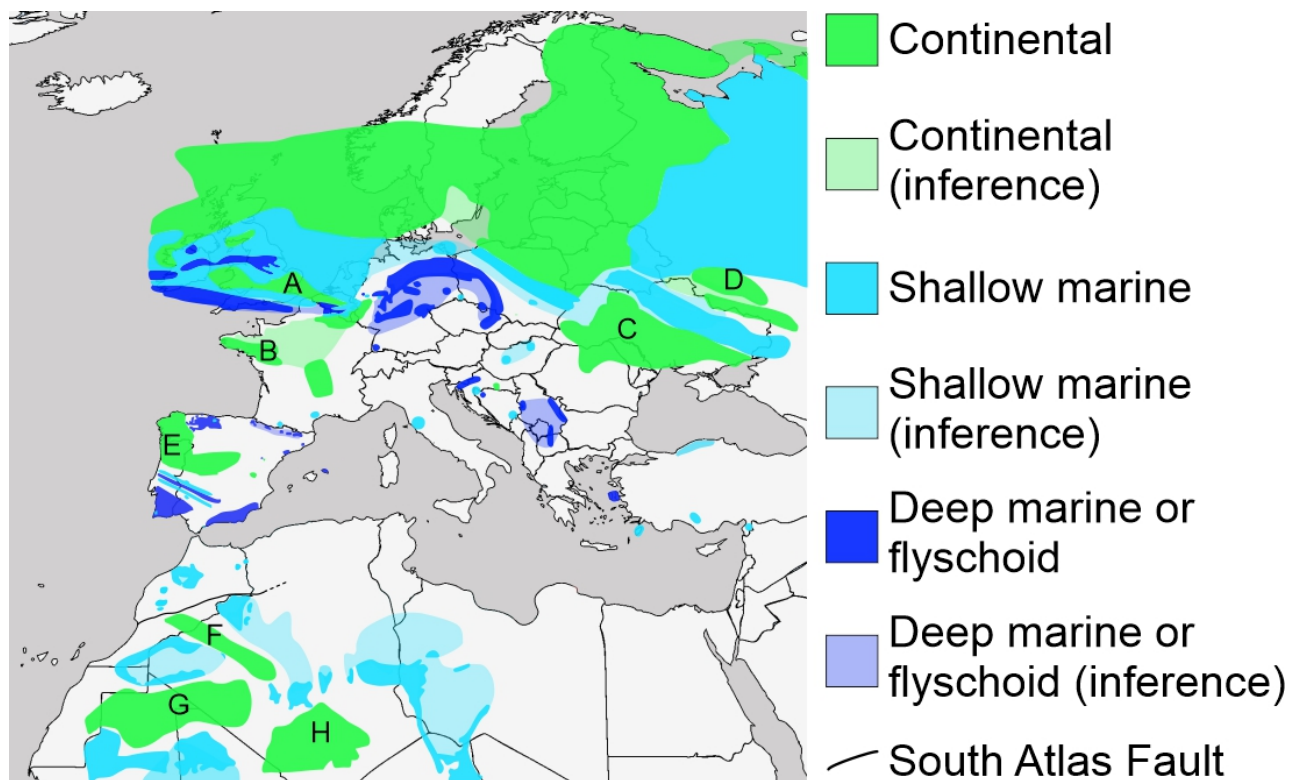 A
B
C
D
E
F
G
H
Continental
Continental
(inference)
Shallow marine
Shallow marine
(inference)
Deep marine or
flyschoid
Deep marine or
flyschoid (inference)
South Atlas Fault